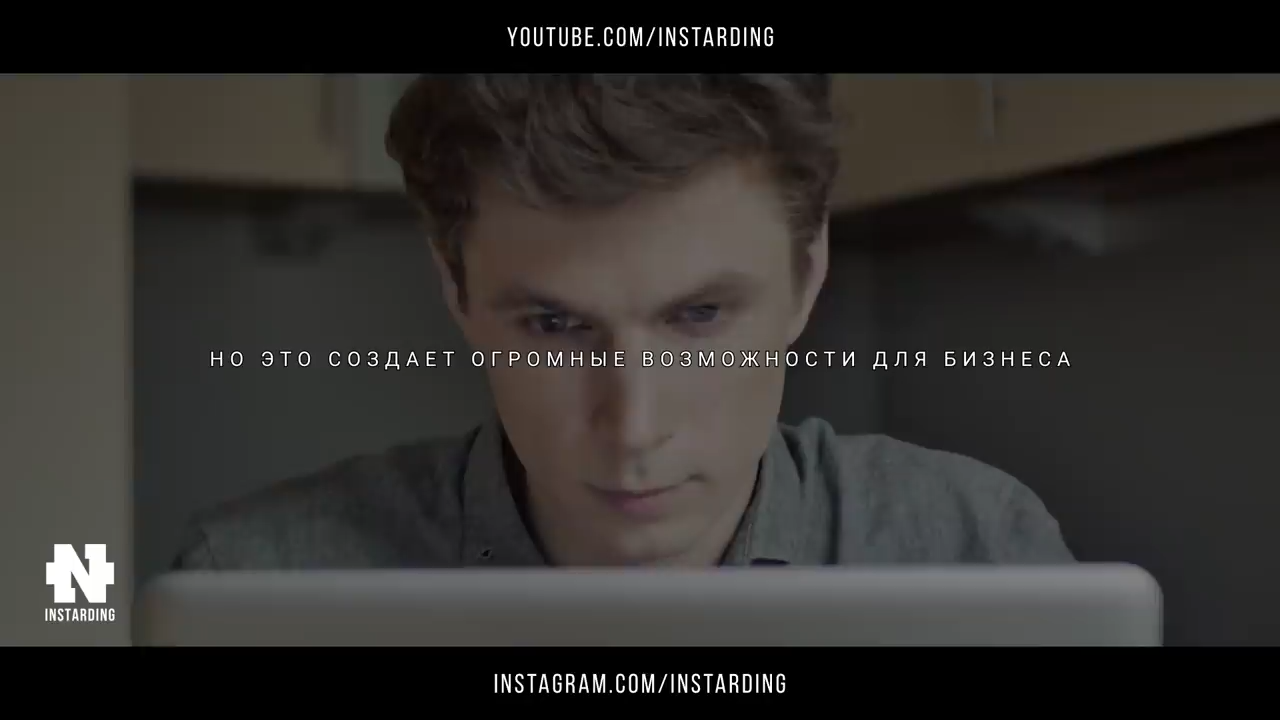 YOUTUBE.COM/INSTARDING
НО ЭТО СОЗДАЕТ ОГРОМНЫЕ ВОЗМОЖНОСТИ ДЛЯ БИЗНЕСА
N
INSTARDING
INSTAGRAM.COM/INSTARDING